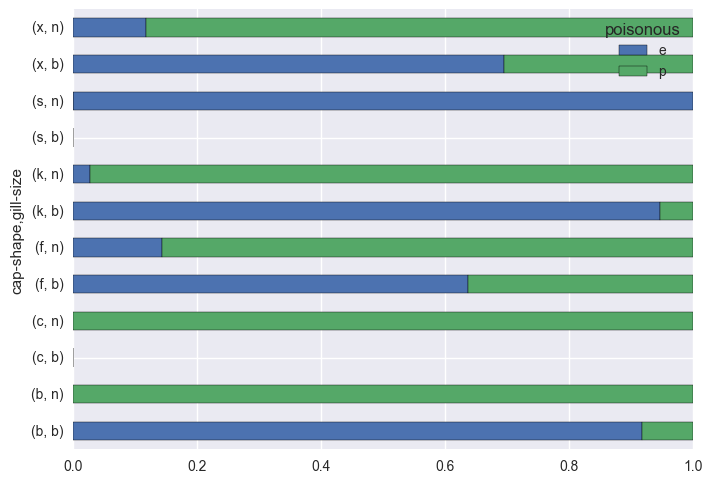 (x, n)
poisonous
(x, b)
e
p
(s, n)
(s, b)
(k, n)
(k, b)
(f, n)
(f, b)
(c, n)
(c, b)
(b, n)
(b, b)
cap-shape,gill-size
0.0 0.2 0.4 0.6 0.8 1.0